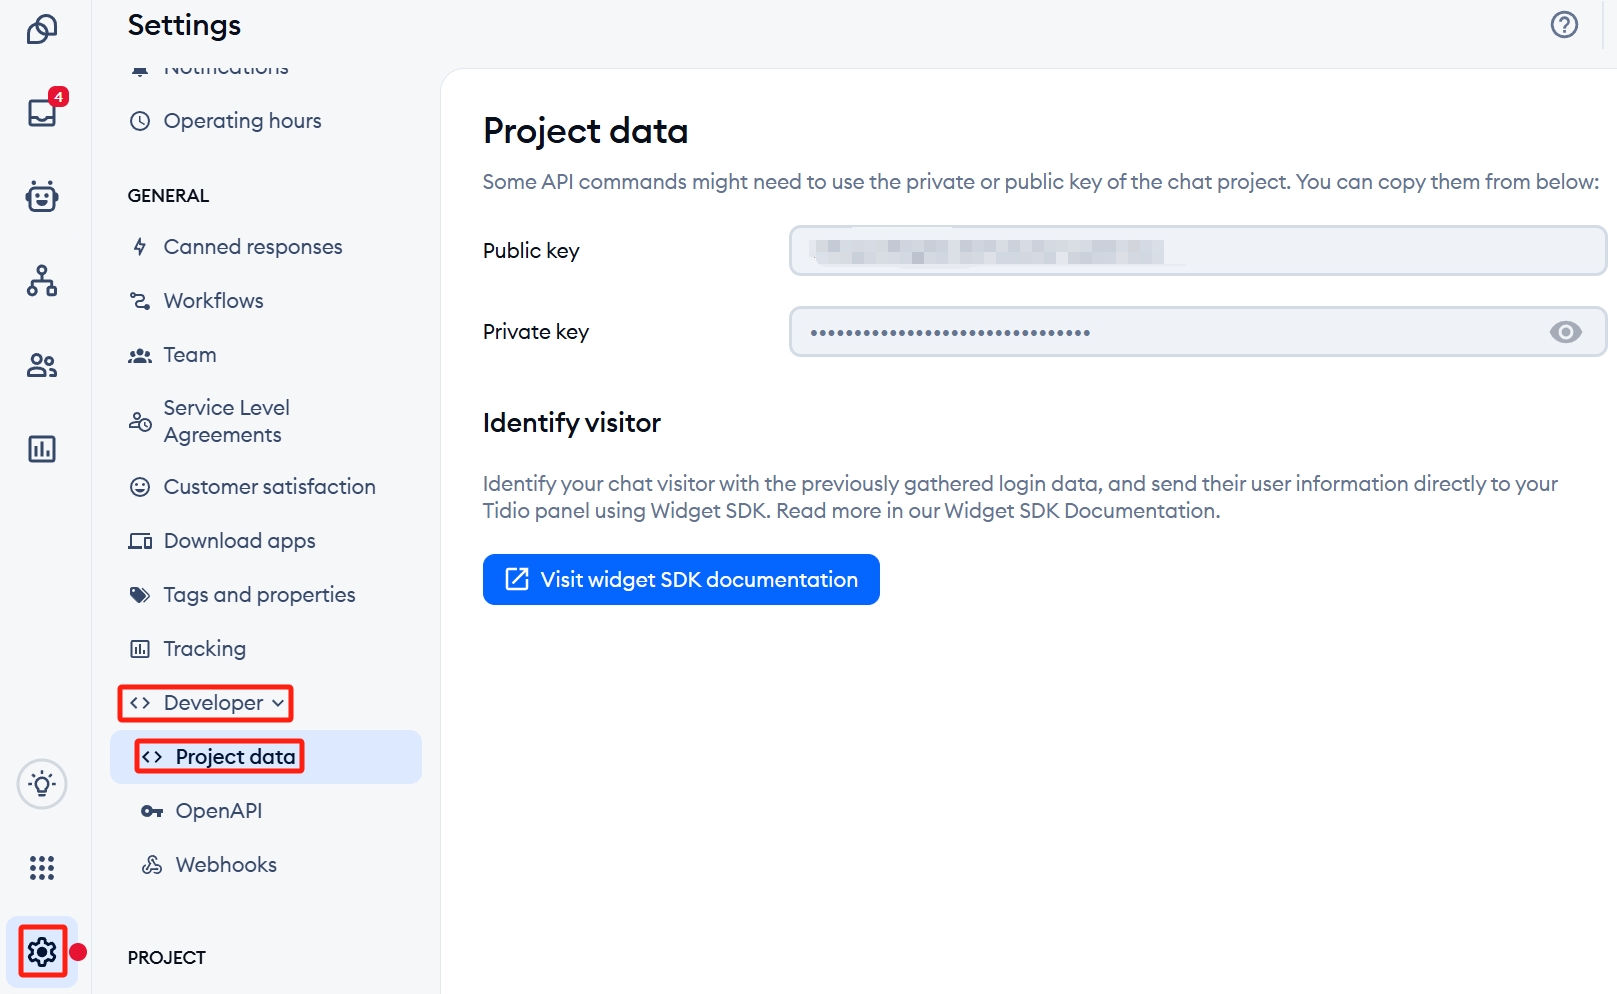 Settings
4
Notifications
Operating hours
GENERAL
Canned responses
Workflows
Team
Service Level
Agreements
Customer satisfaction
Download apps
Tags and properties
Tracking
Developer
Project data
OpenAPI
Webhooks
PROJECT
Project data
Some API commands might need to use the private or public key of the chat project. You can copy them from below:
Public key
Private key
Identify visitor
Identify your chat visitor with the previously gathered login data, and send their user information directly to your
Tidio panel using Widget SDK. Read more in our Widget SDK Documentation.
Visit widget SDK documentation